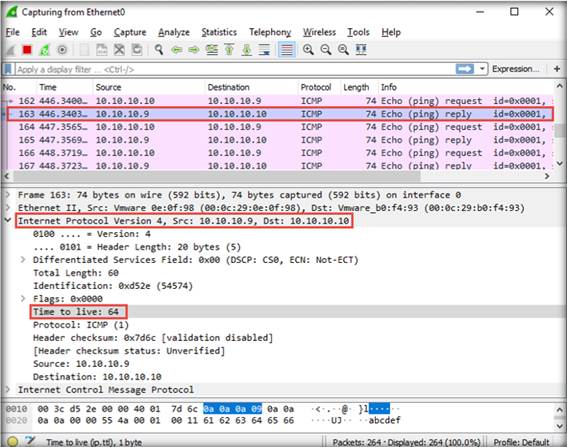 Capturing from Ethernet0
File Edit View Go Capture Analyze Statistics Telephony Wireless Tools Help
Apply a display filter ... <Ctrl-/> Expression... +
No. Time Source Destination Protocol Length Info
162 446.3400… 10.10.10.10 10.10.10.9 ICMP 74 Echo (ping) request id=0x0001,
163 446.3403… 10.10.10.9 10.10.10.10 ICMP 74 Echo (ping) reply id=0x0001,
164 447.3565… 10.10.10.10 10.10.10.9 ICMP 74 Echo (ping) request id=0x0001,
165 447.3569… 10.10.10.9 10.10.10.10 ICMP 74 Echo (ping) reply id=0x0001,
166 448.3719… 10.10.10.10 10.10.10.9 ICMP 74 Echo (ping) request id=0x0001,
167 448.3723… 10.10.10.9 10.10.10.10 ICMP 74 Echo (ping) reply id=0x0001,
Frame 163: 74 bytes on wire (592 bits), 74 bytes captured (592 bits) on interface 0
Ethernet II, Src: Vmware_0e:0f:98 (00:0c:29:0e:0f:98), Dst: Vmware_b0:f4:93 (00:0c:29:b0:f4:93)
Internet Protocol Version 4, Src: 10.10.10.9, Dst: 10.10.10.10
0100 .... = Version: 4
.... 0101 = Header Length: 20 bytes (5)
Differentiated Services Field: 0x00 (DSCP: CS0, ECN: Not-ECT)
Total Length: 60
Identification: 0xd52e (54574)
Flags: 0x0000
Time to live: 64
Protocol: ICMP (1)
Header checksum: 0x7d6c [validation disabled]
[Header checksum status: Unverified]
Source: 10.10.10.9
Destination: 10.10.10.10
Internet Control Message Protocol
0010 00 3c d5 2e 00 00 40 01 7d 6c 0a 0a 0a 09 0a 0a ·<·.··@· }l······
0020 0a 0a 00 00 55 4a 00 01 00 11 61 62 63 64 65 66 ····UJ·· ··abcdef
Time to live (ip.ttl), 1 byte Packets: 264 · Displayed: 264 (100.0%) Profile: Default